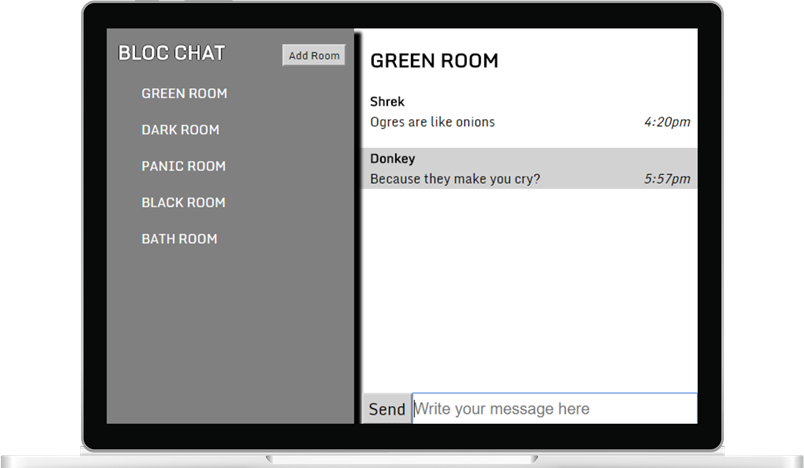 BLOC CHAT
Add Room
GREEN ROOM
DARK ROOM
PANIC ROOM
BLACK ROOM
BATH ROOM
GREEN ROOM
Shrek
Ogres are like onions 4:20pm
Donkey
Because they make you cry? 5:57pm
Send Write your message here